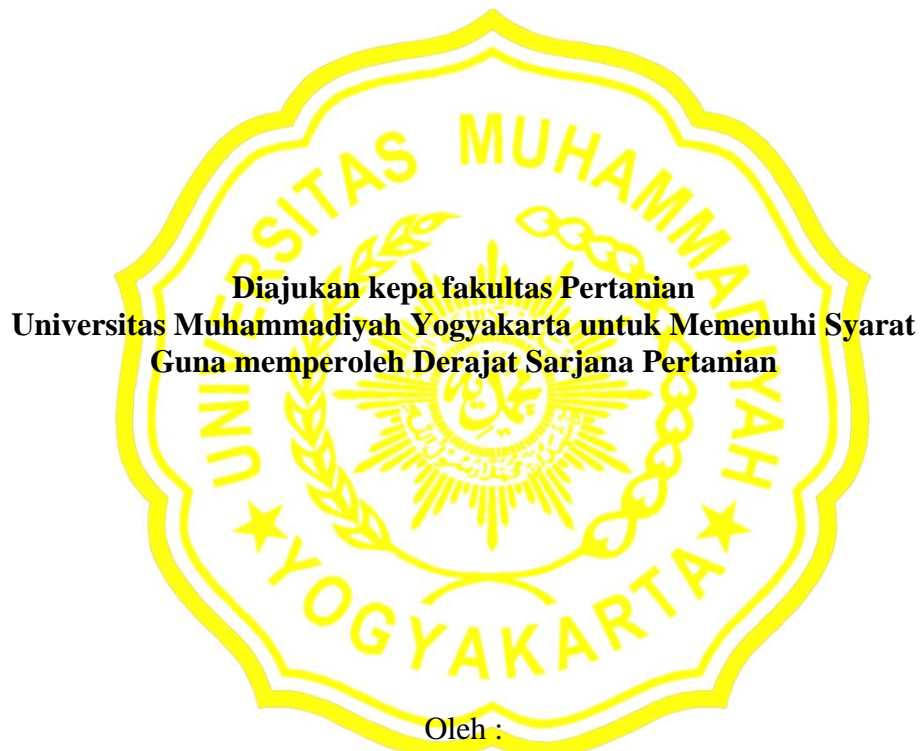 UNIVERSITAS MUHAMMADIYAH
Diajukan kepa fakultas Pertanian
Universitas Muhammadiyah Yogyakarta untuk Memenuhi Syarat
Guna memperoleh Derajat Sarjana Pertanian
YOGYAKARTA
Oleh :